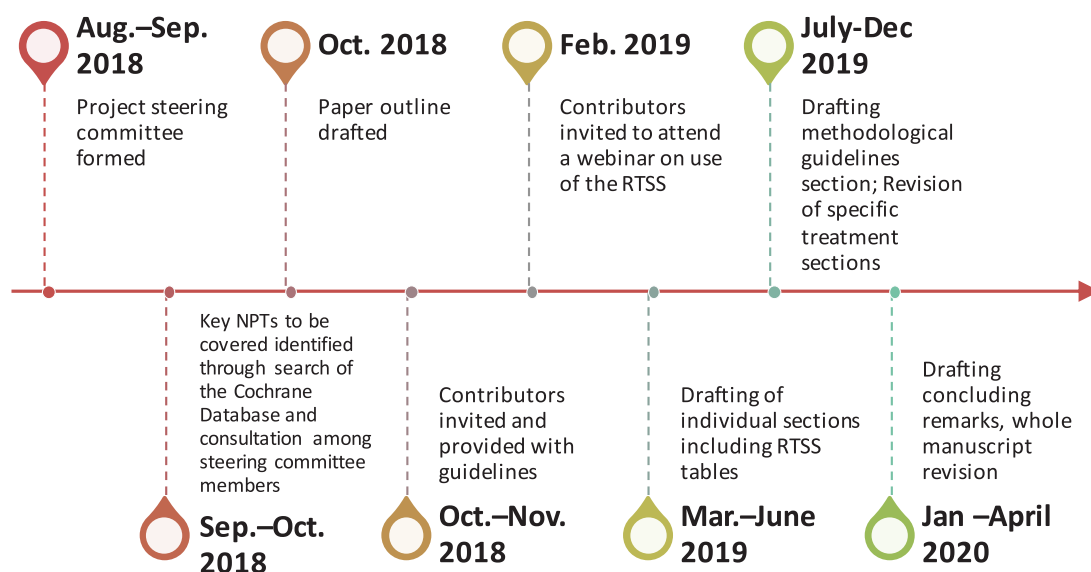 Aug.–Sep.
2018
Project steering
committee
formed
Key NPTs to be
covered identified
through search of
the Cochrane
Database and
consultation among
steering committee
members
Sep.–Oct.
2018
Oct. 2018
Paper outline
drafted
Contributors
invited and
provided with
guidelines
Oct.–Nov.
2018
Feb. 2019
Contributors
invited to attend
a webinar on use
of the RTSS
Drafting of
individual sections
including RTSS
tables
Mar.–June
2019
July-Dec
2019
Drafting
methodological
guidelines
section; Revision
of specific
treatment
sections
Drafting
concluding
remarks, whole
manuscript
revision
Jan –April
2020